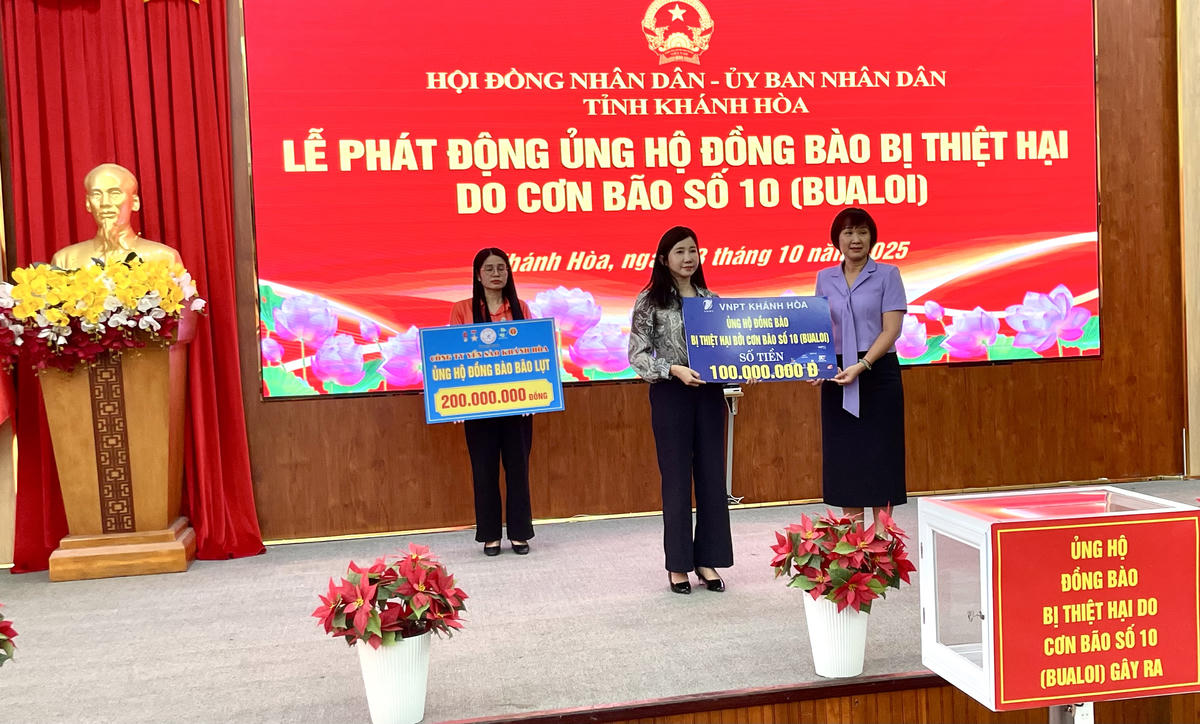 HỘI ĐỒNG NHÂN DÂN - ỦY BAN NHÂN DÂN
TỈNH KHÁNH HÒA
LỄ PHÁT ĐỘNG ỦNG HỘ ĐỒNG BÀO BỊ THIỆT HẠI
DO CƠN BÃO SỐ 10 (BUALOI)
hánh Hòa, ngà 3 tháng 10 năm 2025
CÔNG TY YẾN SÀO KHÁNH HÒA
ỦNG HỘ ĐỒNG BÀO BÃO LỤT
200.000.000 ĐỒNG
VNPT KHÁNH HÒA
ỦNG HỘ ĐỒNG BÀO
BỊ THIỆT HẠI BỞI CƠN BÃO SỐ 10 (BUALOI)
SỐ TIỀN
100.000.000 Đ
ỦNG HỘ
ĐỒNG BÀO
BỊ THIỆT HẠI DO
CƠN BÃO SỐ 10
(BUALOI) GÂY RA